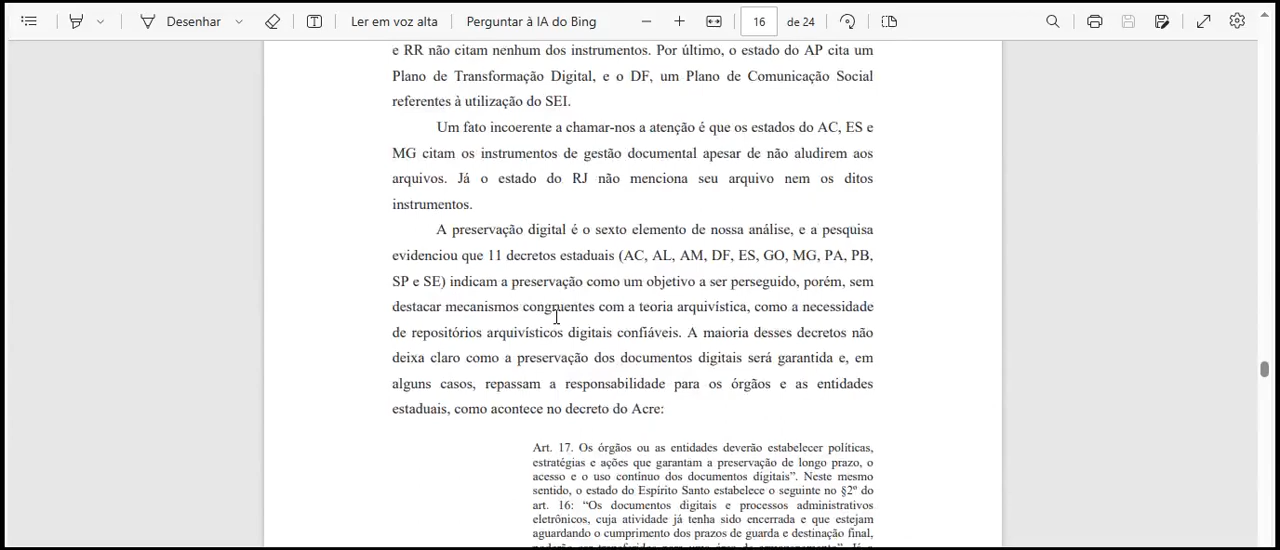 Desenhar
Ler em voz alta
Perguntar à IA do Bing
16
de 24
e RR não citam nenhum dos instrumentos. Por último, o estado do AP cita um
Plano de Transformação Digital, e o DF, um Plano de Comunicação Social
referentes à utilização do SEI.
Um fato incoerente a chamar-nos a atenção é que os estados do AC, ES e
MG citam os instrumentos de gestão documental apesar de não aludirem aos
arquivos. Já o estado do RJ não menciona seu arquivo nem os ditos
instrumentos.
A preservação digital é o sexto elemento de nossa análise, e a pesquisa
evidenciou que 11 decretos estaduais (AC, AL, AM, DF, ES, GO, MG, PA, PB,
SP e SE) indicam a preservação como um objetivo a ser perseguido, porém, sem
destacar mecanismos congruentes com a teoria arquivística, como a necessidade
de repositórios arquivísticos digitais confiáveis. A maioria desses decretos não
deixa claro como a preservação dos documentos digitais será garantida e, em
alguns casos, repassam a responsabilidade para os órgãos e as entidades
estaduais, como acontece no decreto do Acre:
Art. 17. Os órgãos ou as entidades deverão estabelecer políticas,
estratégias e ações que garantam a preservação de longo prazo, o
acesso e o uso contínuo dos documentos digitais”. Neste mesmo
sentido, o estado do Espírito Santo estabelece o seguinte no §2º do
art. 16: “Os documentos digitais e processos administrativos
eletrônicos, cuja atividade já tenha sido encerrada e que estejam
aguardando o cumprimento dos prazos de guarda e destinação final,